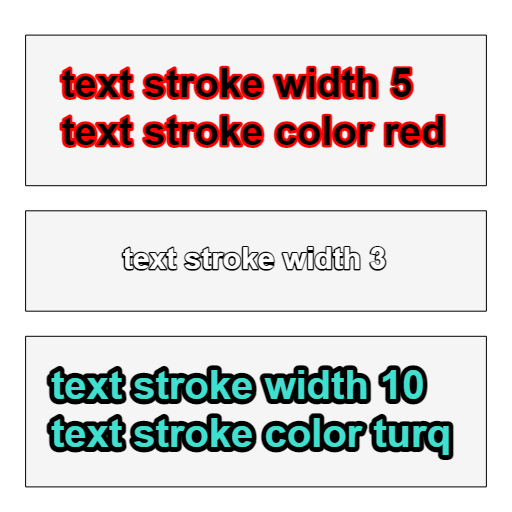 text stroke width 5
text stroke color red
text stroke width 3
text stroke width 10
text stroke color turq